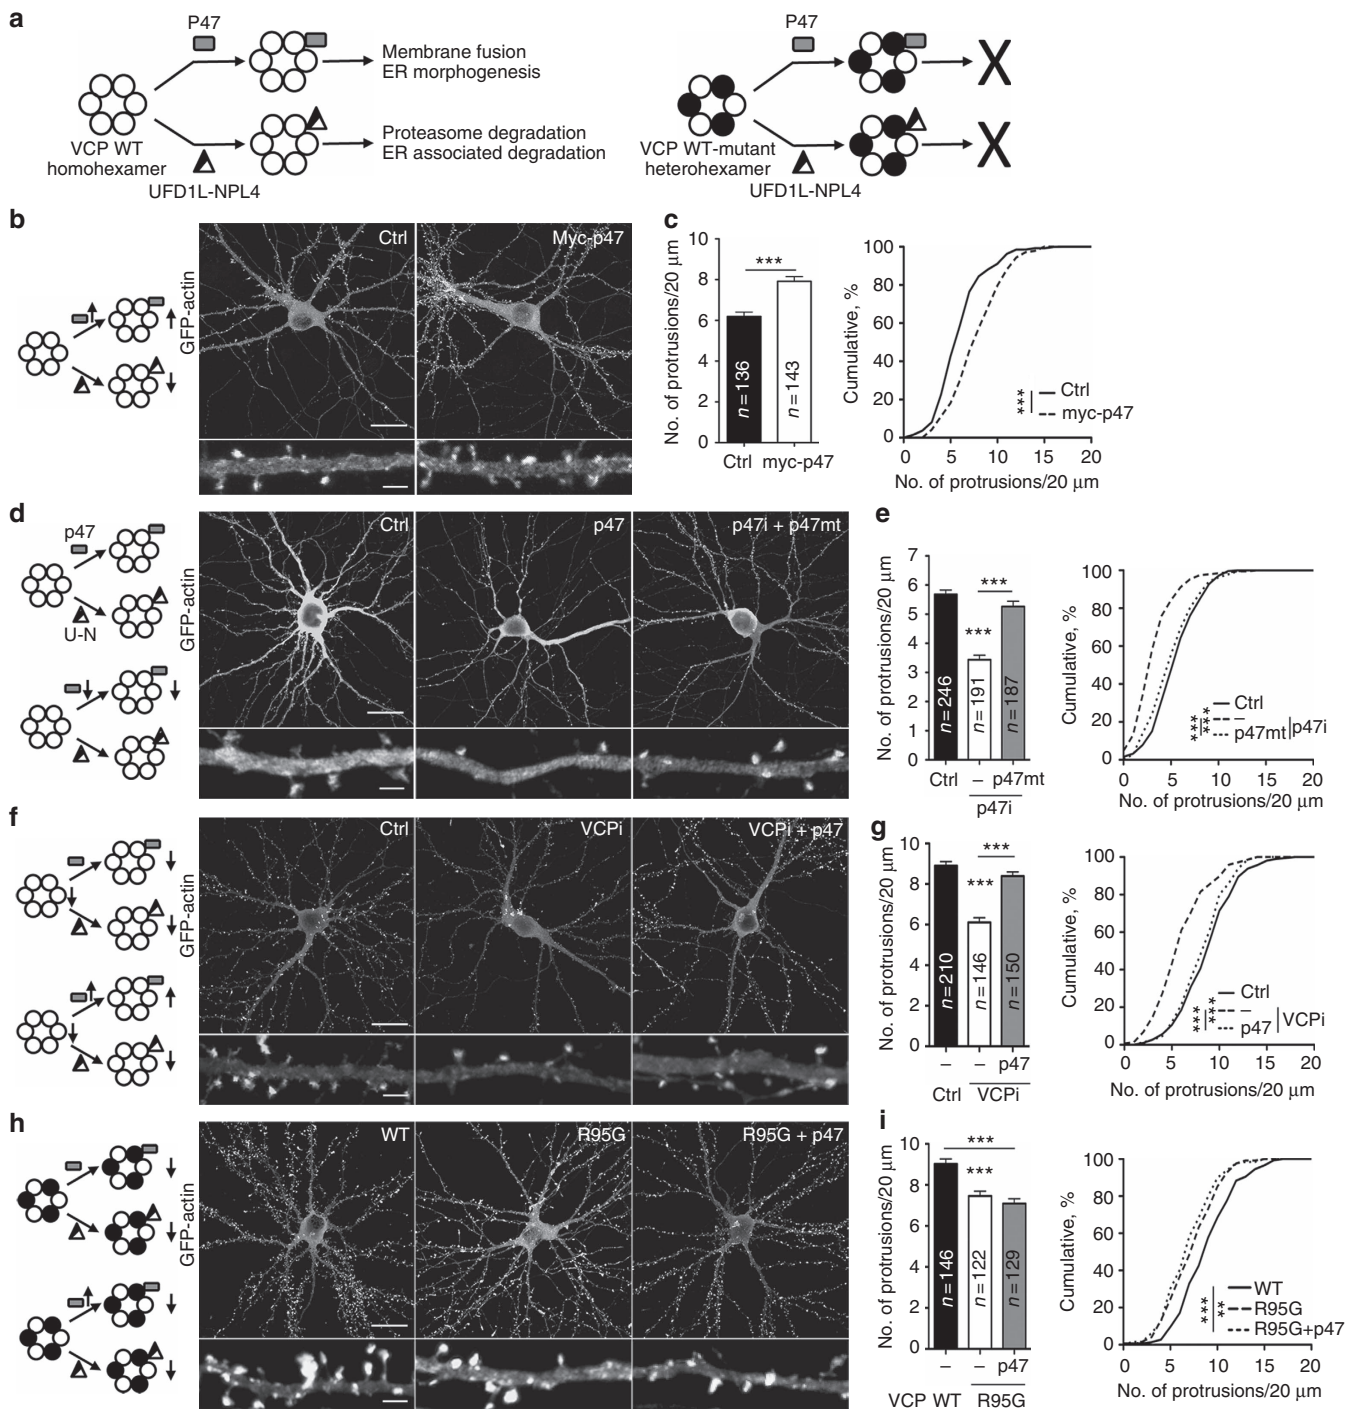 a
P47
Membrane fusion
ER morphogenesis
VCP WT
homohexamer
UFD1L-NPL4
Proteasome degradation
ER associated degradation
P47
X
VCP WT-mutant
heterohexamer
UFD1L-NPL4
X
b
GFP-actin
Ctrl
Myc-p47
c
No. of protrusions/20 μm
10
8
6
4
2
0
***
n=136
n=143
Ctrl
myc-p47
Cumulative, %
100
80
60
40
20
0
***
Ctrl
myc-p47
0 5 10 15 20
No. of protrusions/20 μm
d
p47
U-N
GFP-actin
Ctrl
p47
p47i + p47mt
e
No. of protrusions/20 μm
7
6
5
4
3
2
1
0
***
***
n=246
n=191
n=187
Ctrl – p47mt
p47i
Cumulative, %
100
80
60
40
20
0
***
***
Ctrl
–
p47mt
p47i
0 5 10 15 20
No. of protrusions/20 μm
f
GFP-actin
Ctrl
VCPi
VCPi + p47
g
No. of protrusions/20 μm
10
8
6
4
2
0
***
***
n=210
n=146
n=150
– – p47
Ctrl VCPi
Cumulative, %
100
80
60
40
20
0
***
***
Ctrl
–
p47
VCPi
0 5 10 15 20
No. of protrusions/20 μm
h
GFP-actin
WT
R95G
R95G + p47
i
No. of protrusions/20 μm
10
8
6
4
2
0
***
***
n=146
n=122
n=129
– – p47
VCP WT R95G
Cumulative, %
100
80
60
40
20
0
***
**
WT
R95G
R95G+p47
0 5 10 15 20
No. of protrusions/20 μm